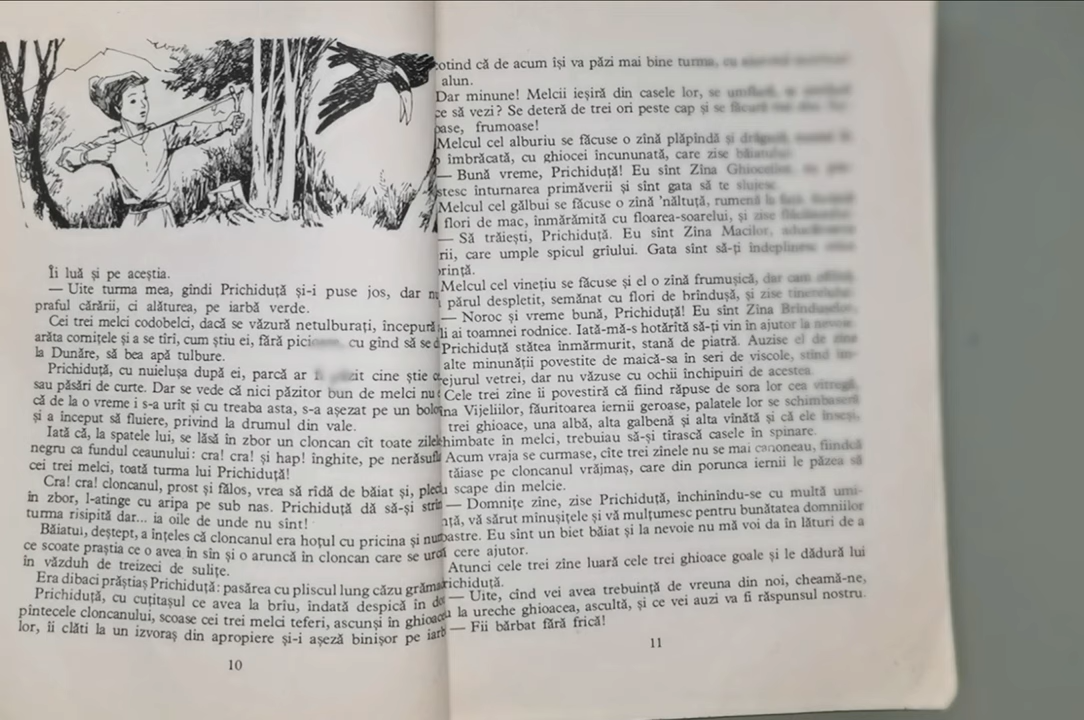 Îi luă și pe aceștia.
— Uite turma mea, gîndi Prichiduță și-i puse jos, dar nu
praful cărării, ci alăturea, pe iarbă verde.
Cei trei melci codobelci, dacă se văzură netulburați, începură
arăta cornițele și a se tîrî, cum știu ei, fără cu gînd să se
la Dunăre, să bea apă tulbure.
Prichiduță, cu nuielușa după ei, parcă ar fi cine știe
sau păsări de curte. Dar se vede că nici păzitor bun de melci nu
că de la o vreme i s-a urît și cu treaba asta, s-a așezat pe un
și a început să fluiere, privind la drumul din vale.
Iată că, la spatele lui, se lăsă în zbor un cloncan cît toate
negru ca fundul ceaunului: cra! cra! și hap! înghite, pe
cei trei melci, toată turma lui Prichiduță!
Cra! cra! cloncanul, prost și fălos, vrea să rîdă de băiat și,
în zbor, l-atinge cu aripa pe sub nas. Prichiduță dă să-și
turma risipită dar... ia oile de unde nu sînt!
Băiatul, deștept, a înțeles că cloncanul era hoțul cu pricina și
ce scoate praștia ce o avea în sîn și o aruncă în cloncan care se
în văzduh de treizeci de sulițe.
Era dibaci prăștiaș Prichiduță: pasărea cu pliscul lung căzu
Prichiduță, cu cuțitașul ce avea la brîu, îndată despică în
pîntecele cloncanului, scoase cei trei melci teferi, ascunși în
lor, îi clăti la un izvoraș din apropiere și-i așeză binișor pe
10
că de acum își va păzi mai bine turma,
alun.
Dar minune! Melcii ieșiră din casele lor, se
ce să vezi? Se deteră de trei ori peste cap și se
frumoase!
Melcul cel alburiu se făcuse o zînă plăpîndă și
îmbrăcată, cu ghiocei încununată, care zise
— Bună vreme, Prichiduță! Eu sînt Zîna
înturnarea primăverii și sînt gata să te
Melcul cel gălbui se făcuse o zînă 'năltuță, rumenă la
flori de mac, înmărămită cu floarea-soarelui, și zise
— Să trăiești, Prichiduță. Eu sînt Zîna Macilor,
care umple spicul grîului. Gata sînt să-ți
Melcul cel vinețiu se făcuse și el o zînă frumușică, dar cam
părul despletit, semănat cu flori de brîndușă, și zise
— Noroc și vreme bună, Prichiduță! Eu sînt Zîna
ai toamnei rodnice. Iată-mă-s hotărîtă să-ți vin în ajutor la nevoie.
Prichiduță stătea înmărmurit, stană de piatră. Auzise el de zîne
alte minunății povestite de maică-sa în seri de viscole, stînd
vetrei, dar nu văzuse cu ochii închipuiri de acestea.
Cele trei zîne îi povestiră că fiind răpuse de sora lor cea vitregă,
Vijeliilor, făuritoarea iernii geroase, palatele lor se schimbaseră
trei ghioace, una albă, alta galbenă și alta vînătă și că ele înseși,
în melci, trebuiau să-și tîrască casele în spinare.
Acum vraja se curmase, cîte trei zînele nu se mai canoneau, fiindcă
tăiase pe cloncanul vrăjmaș, care din porunca iernii le păzea să
scape din melcie.
— Domnițe zîne, zise Prichiduță, închinîndu-se cu multă umi-
vă sărut mînușițele și vă mulțumesc pentru bunătatea domniilor
Eu sînt un biet băiat și la nevoie nu mă voi da în lături de a
cere ajutor.
Atunci cele trei zîne luară cele trei ghioace goale și le dădură lui
— Uite, cînd vei avea trebuință de vreuna din noi, cheamă-ne,
la ureche ghioacea, ascultă, și ce vei auzi va fi răspunsul nostru.
— Fii bărbat fără frică!
11